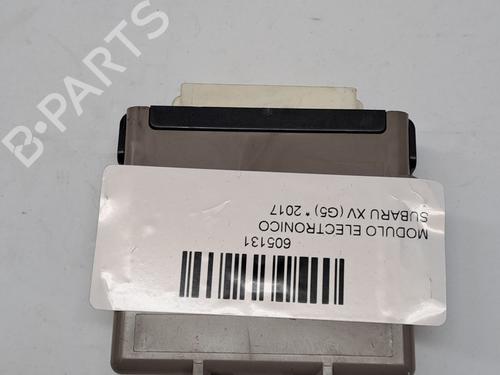 B-PARTS
605131
MODULO ELECTRONICO
SUBARU XV (G5) * 2017